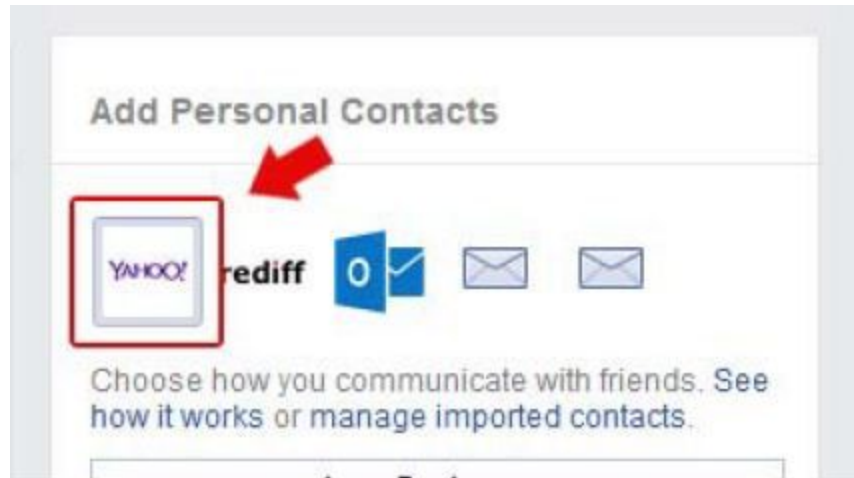 Add Personal Contacts
YAHOO! rediff
Choose how you communicate with friends. See
how it works or manage imported contacts.